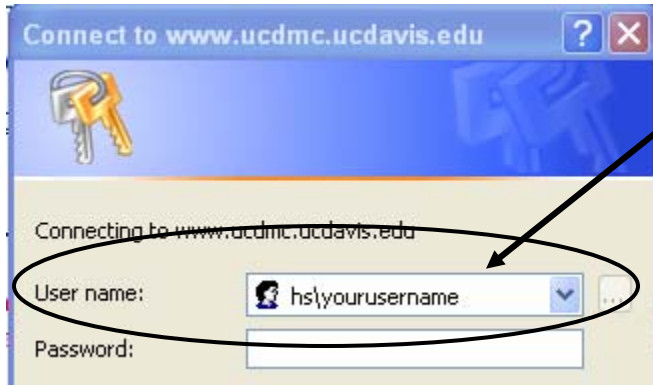 Connect to www.ucdmc.ucdavis.edu
Connecting to www.ucdmc.ucdavis.edu
User name: hs\yourusername ...
Password: